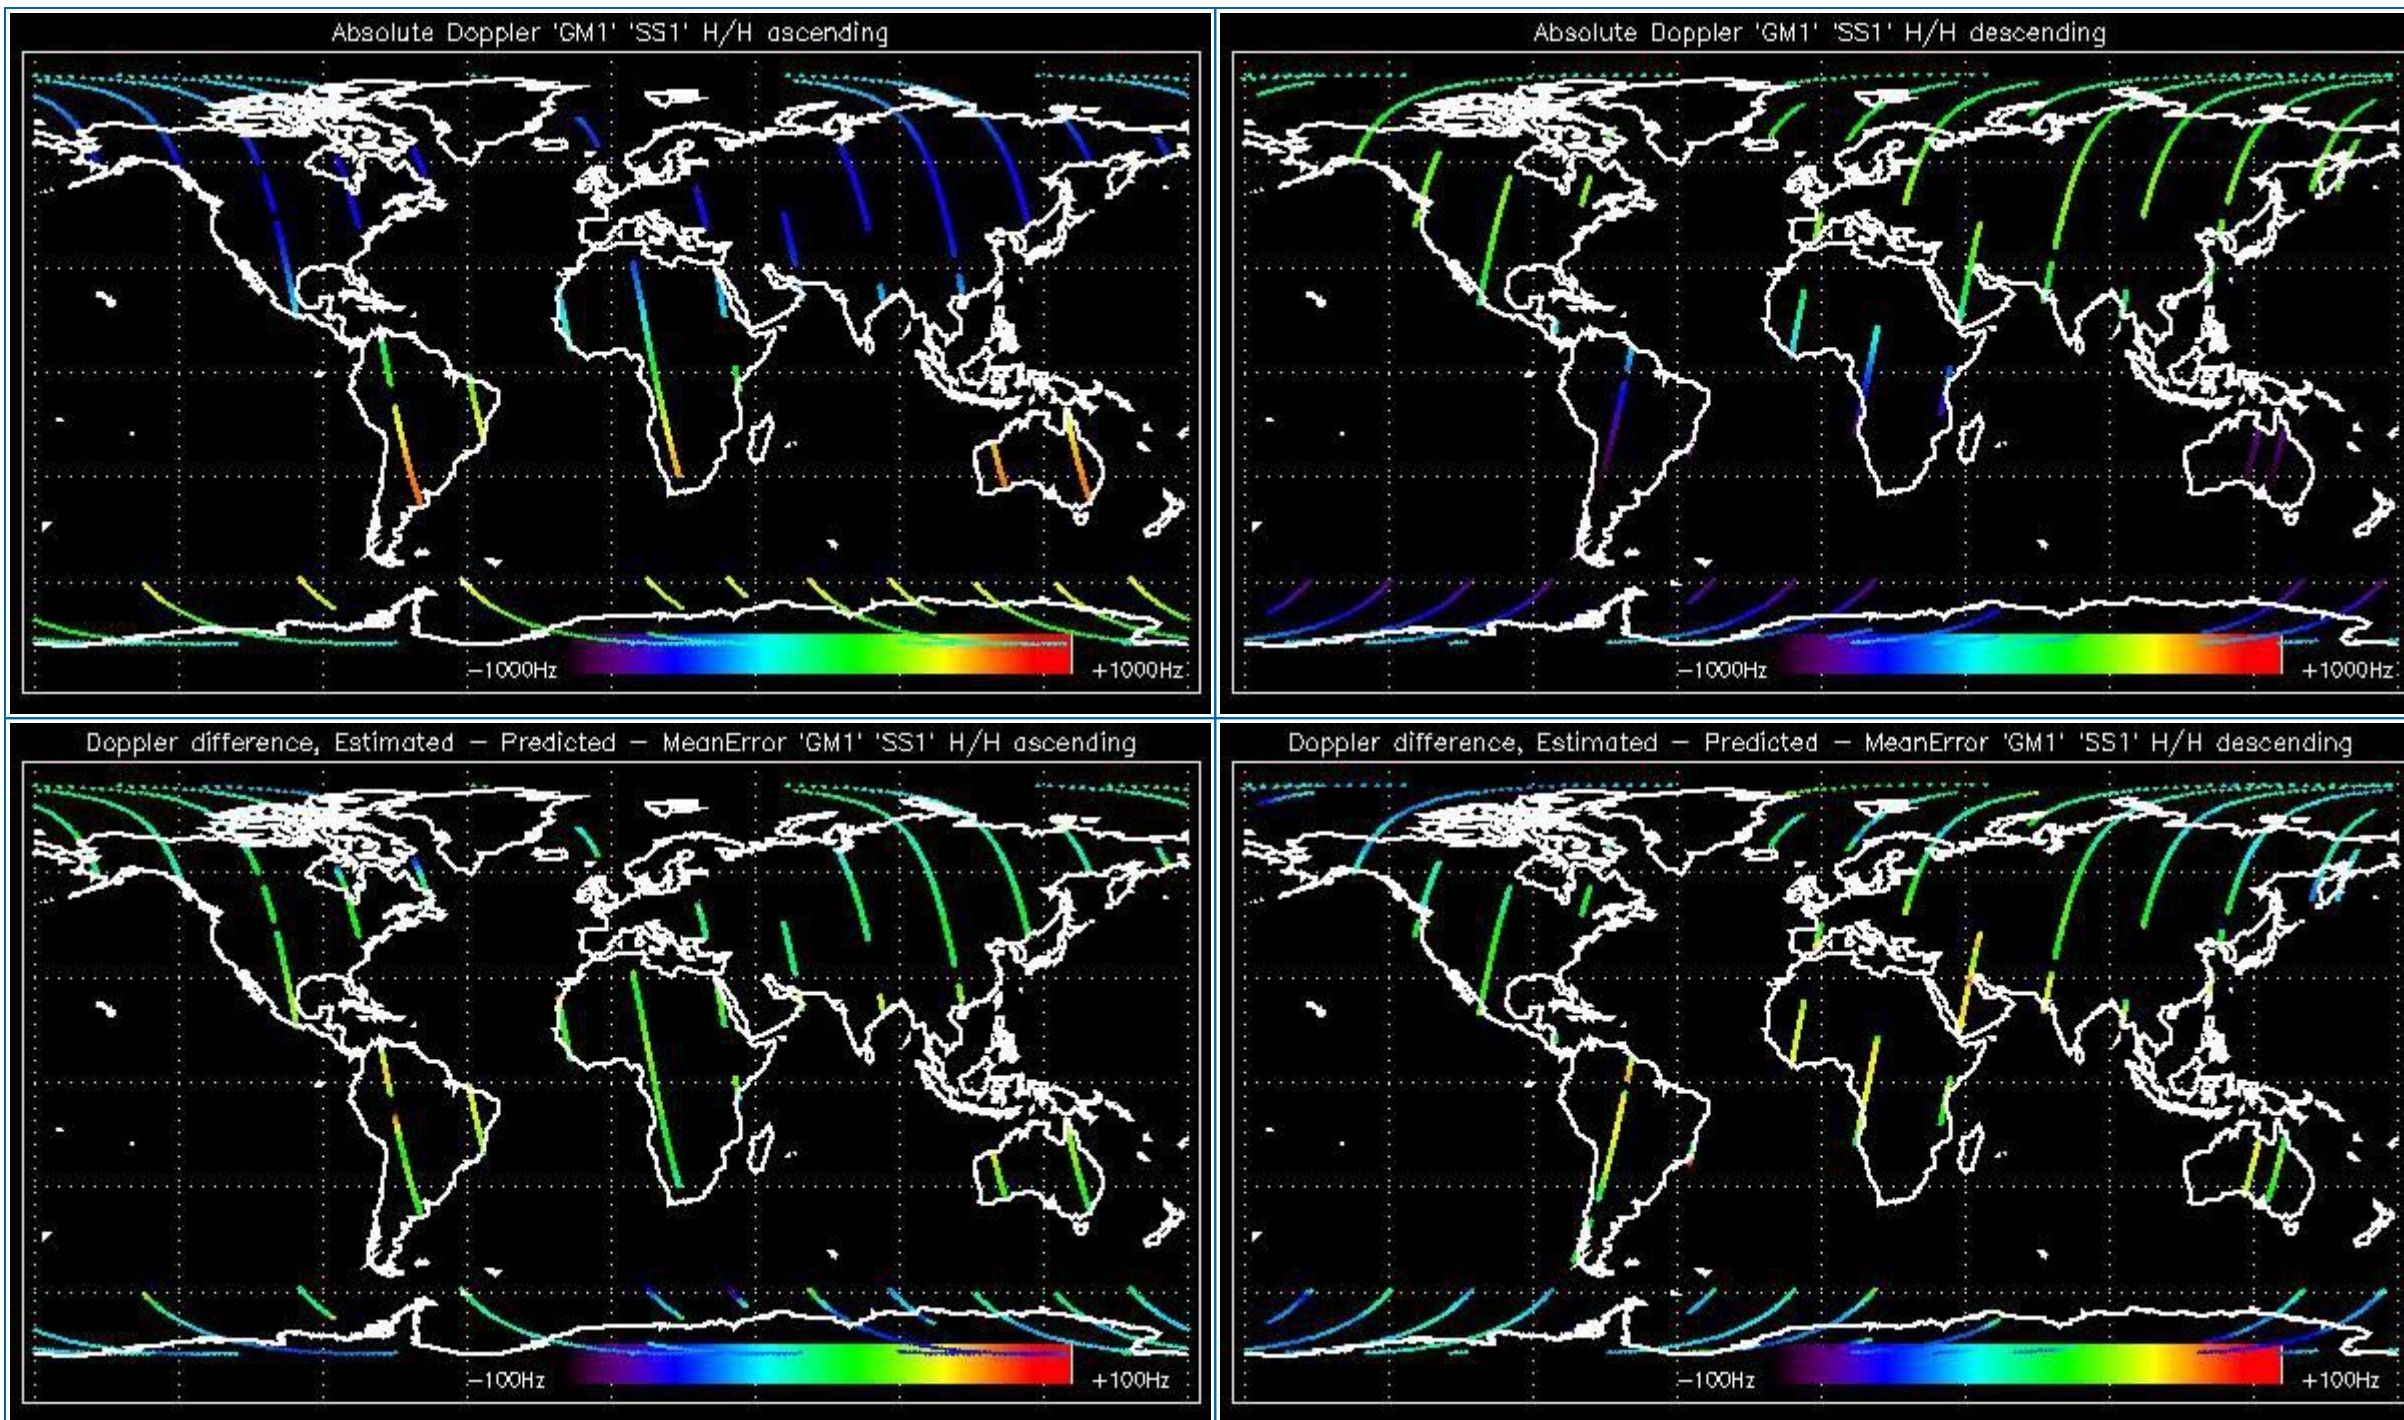 Absolute Doppler 'GM1' 'SS1' H/H ascending
-1000Hz
+1000Hz
Absolute Doppler 'GM1' 'SS1' H/H descending
-1000Hz
+1000Hz
Doppler difference, Estimated - Predicted - MeanError 'GM1' 'SS1' H/H ascending
-100Hz
+100Hz
Doppler difference, Estimated - Predicted - MeanError 'GM1' 'SS1' H/H descending
-100Hz
+100Hz